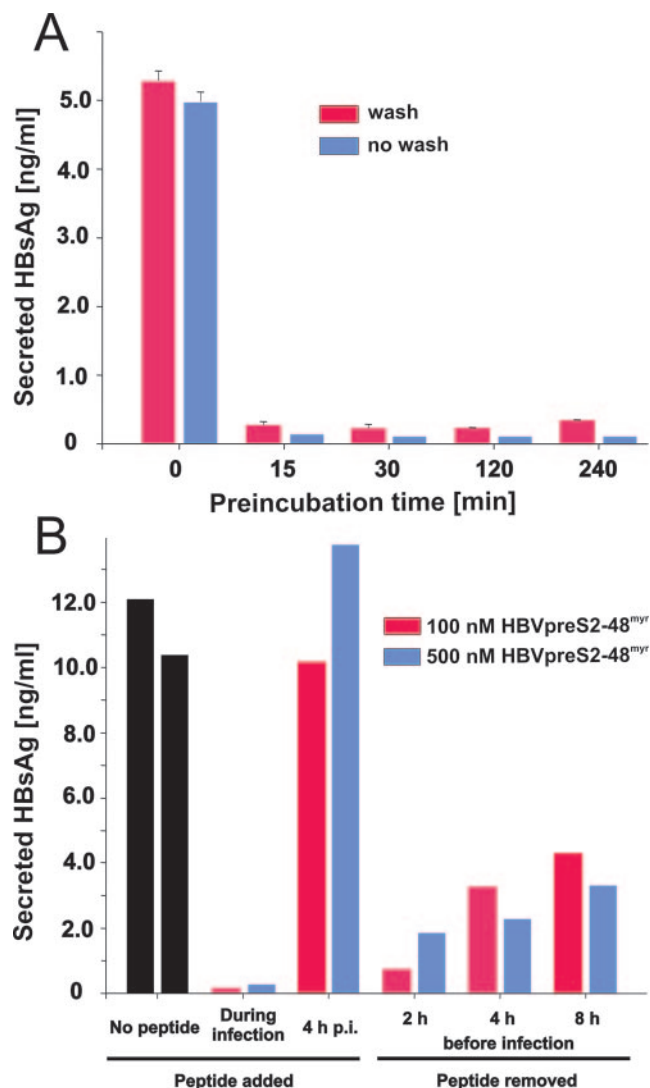 A
Secreted HBsAg [ng/ml]
5.0
4.0
3.0
2.0
1.0
0
wash
no wash
0 15 30 120 240
Preincubation time [min]
B
Secreted HBsAg [ng/ml]
12.0
10.0
8.0
6.0
4.0
2.0
0
100 nM HBVpreS2-48myr
500 nM HBVpreS2-48myr
No peptide During infection 4 h p.i. 2 h 4 h 8 h
before infection
Peptide added Peptide removed